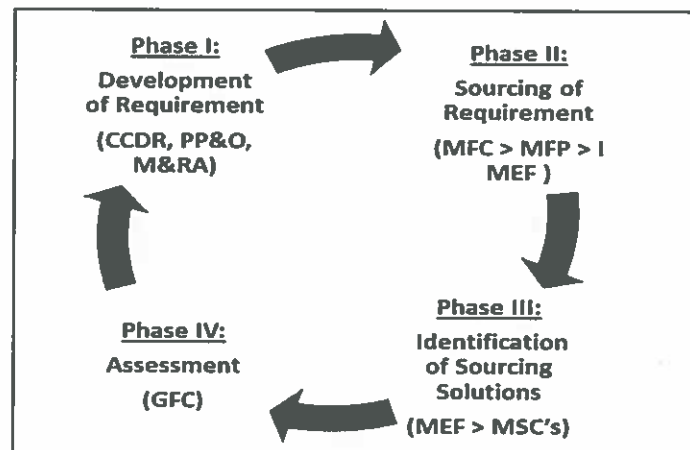 Phase I:
Development
of Requirement
(CCDR, PP&O,
M&RA)
Phase II:
Sourcing of
Requirement
(MFC > MFP > I
MEF )
Phase III:
Identification
of Sourcing
Solutions
(MEF > MSC's)
Phase IV:
Assessment
(GFC)